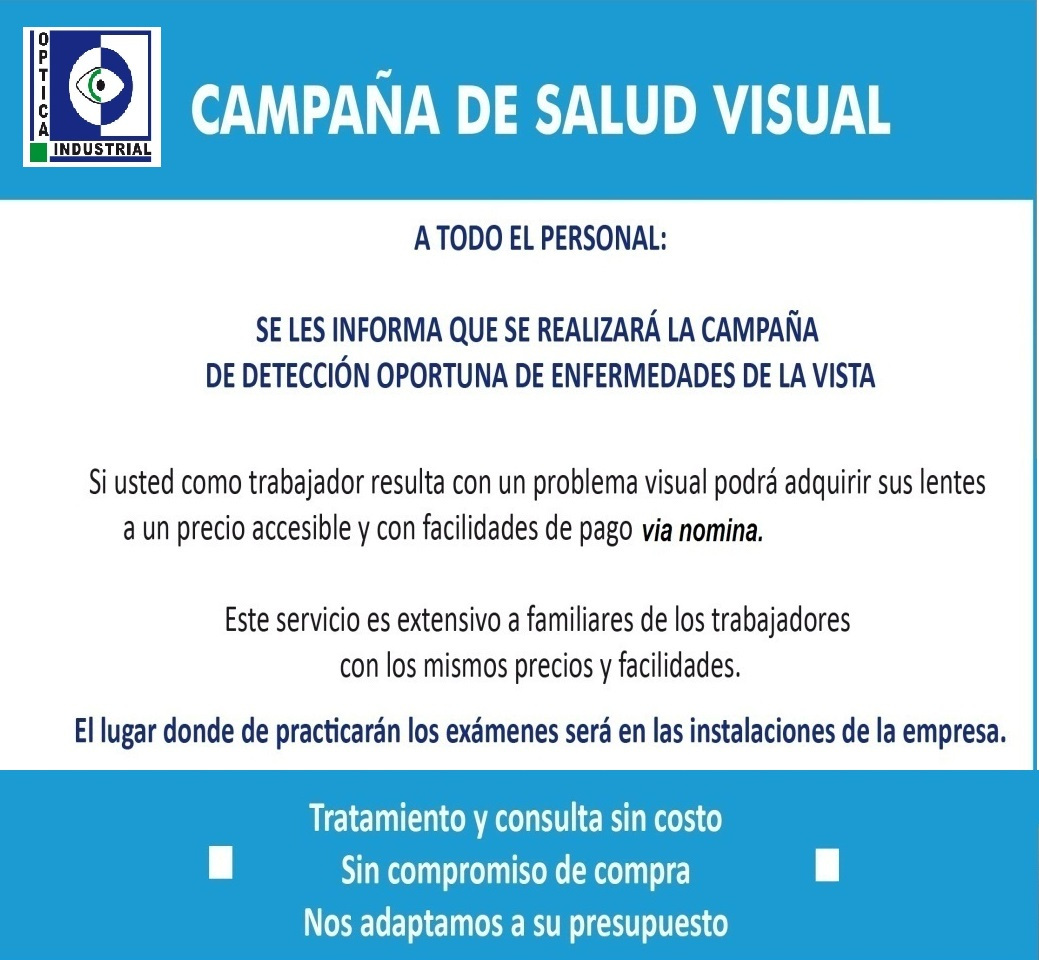 OPTICA
INDUSTRIAL
CAMPAÑA DE SALUD VISUAL
A TODO EL PERSONAL:
SE LES INFORMA QUE SE REALIZARÁ LA CAMPAÑA
DE DETECCIÓN OPORTUNA DE ENFERMEDADES DE LA VISTA
Si usted como trabajador resulta con un problema visual podrá adquirir sus lentes
a un precio accesible y con facilidades de pago via nomina.
Este servicio es extensivo a familiares de los trabajadores
con los mismos precios y facilidades.
El lugar donde de practicarán los exámenes será en las instalaciones de la empresa.
Tratamiento y consulta sin costo
Sin compromiso de compra
Nos adaptamos a su presupuesto